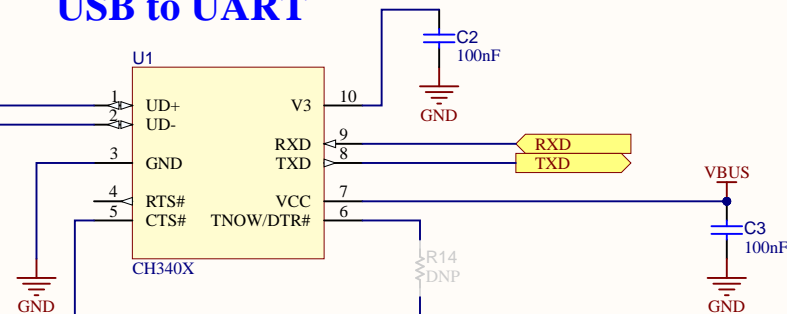 USB to UART
U1
C2
100nF
GND
1 UD+ V3 10
2 UD-
RXD 9 RXD
3 GND TXD 8 TXD
VBUS
4 RTS# VCC 7
5 CTS# TNOW/DTR# 6
C3
100nF
R14
DNP
CH340X
GND
GND